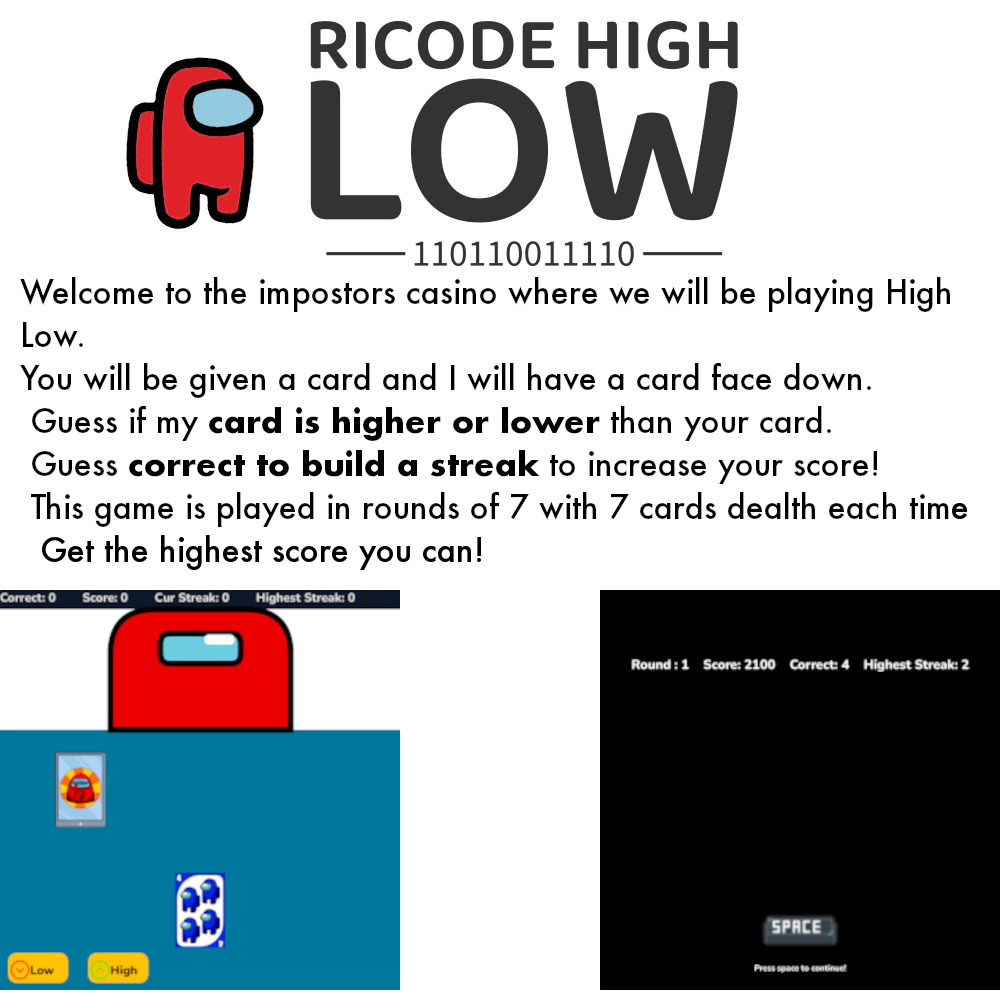 RICODE HIGH
LOW
110110011110
Welcome to the impostors casino where we will be playing High
Low.
You will be given a card and I will have a card face down.
Guess if my card is higher or lower than your card.
Guess correct to build a streak to increase your score!
This game is played in rounds of 7 with 7 cards dealth each time
Get the highest score you can!
Correct: 0 Score: 0 Cur Streak: 0 Highest Streak: 0
Round : 1 Score: 2100 Correct: 4 Highest Streak: 2
4
Low High
SPACE
Press space to continue!